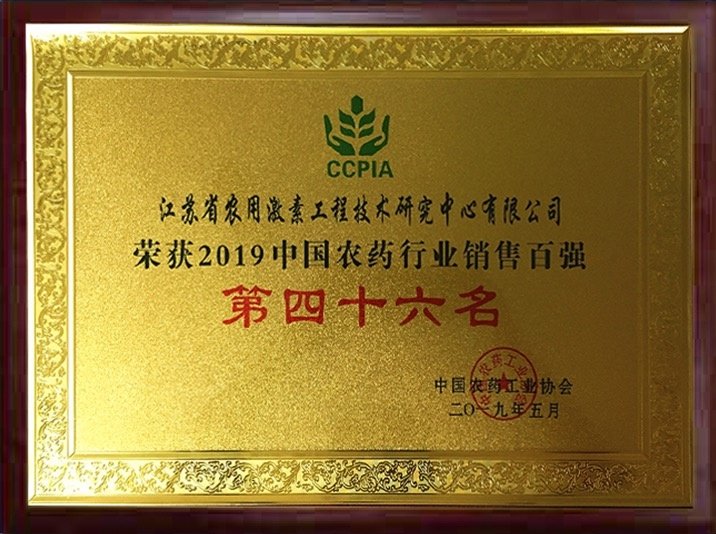 CCPIA
江苏省农用激素工程技术研究中心有限公司
荣获2019中国农药行业销售百强
第四十六名
中国农药工业协会
二〇一九年五月